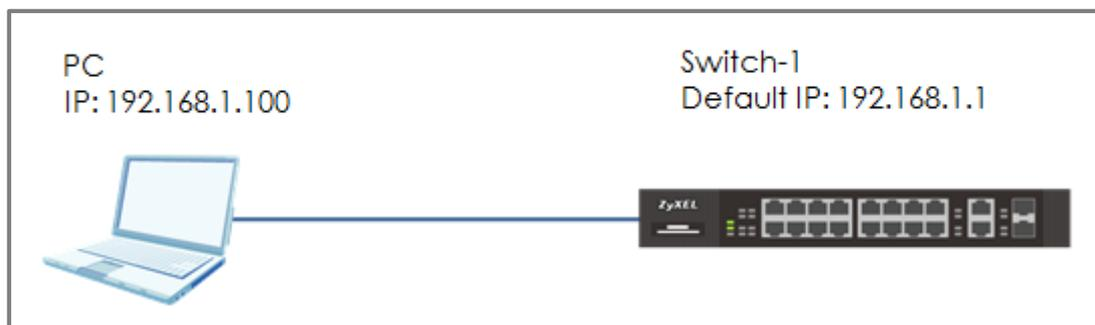 PC
IP: 192.168.1.100
Switch-1
Default IP: 192.168.1.1
ZyXEL